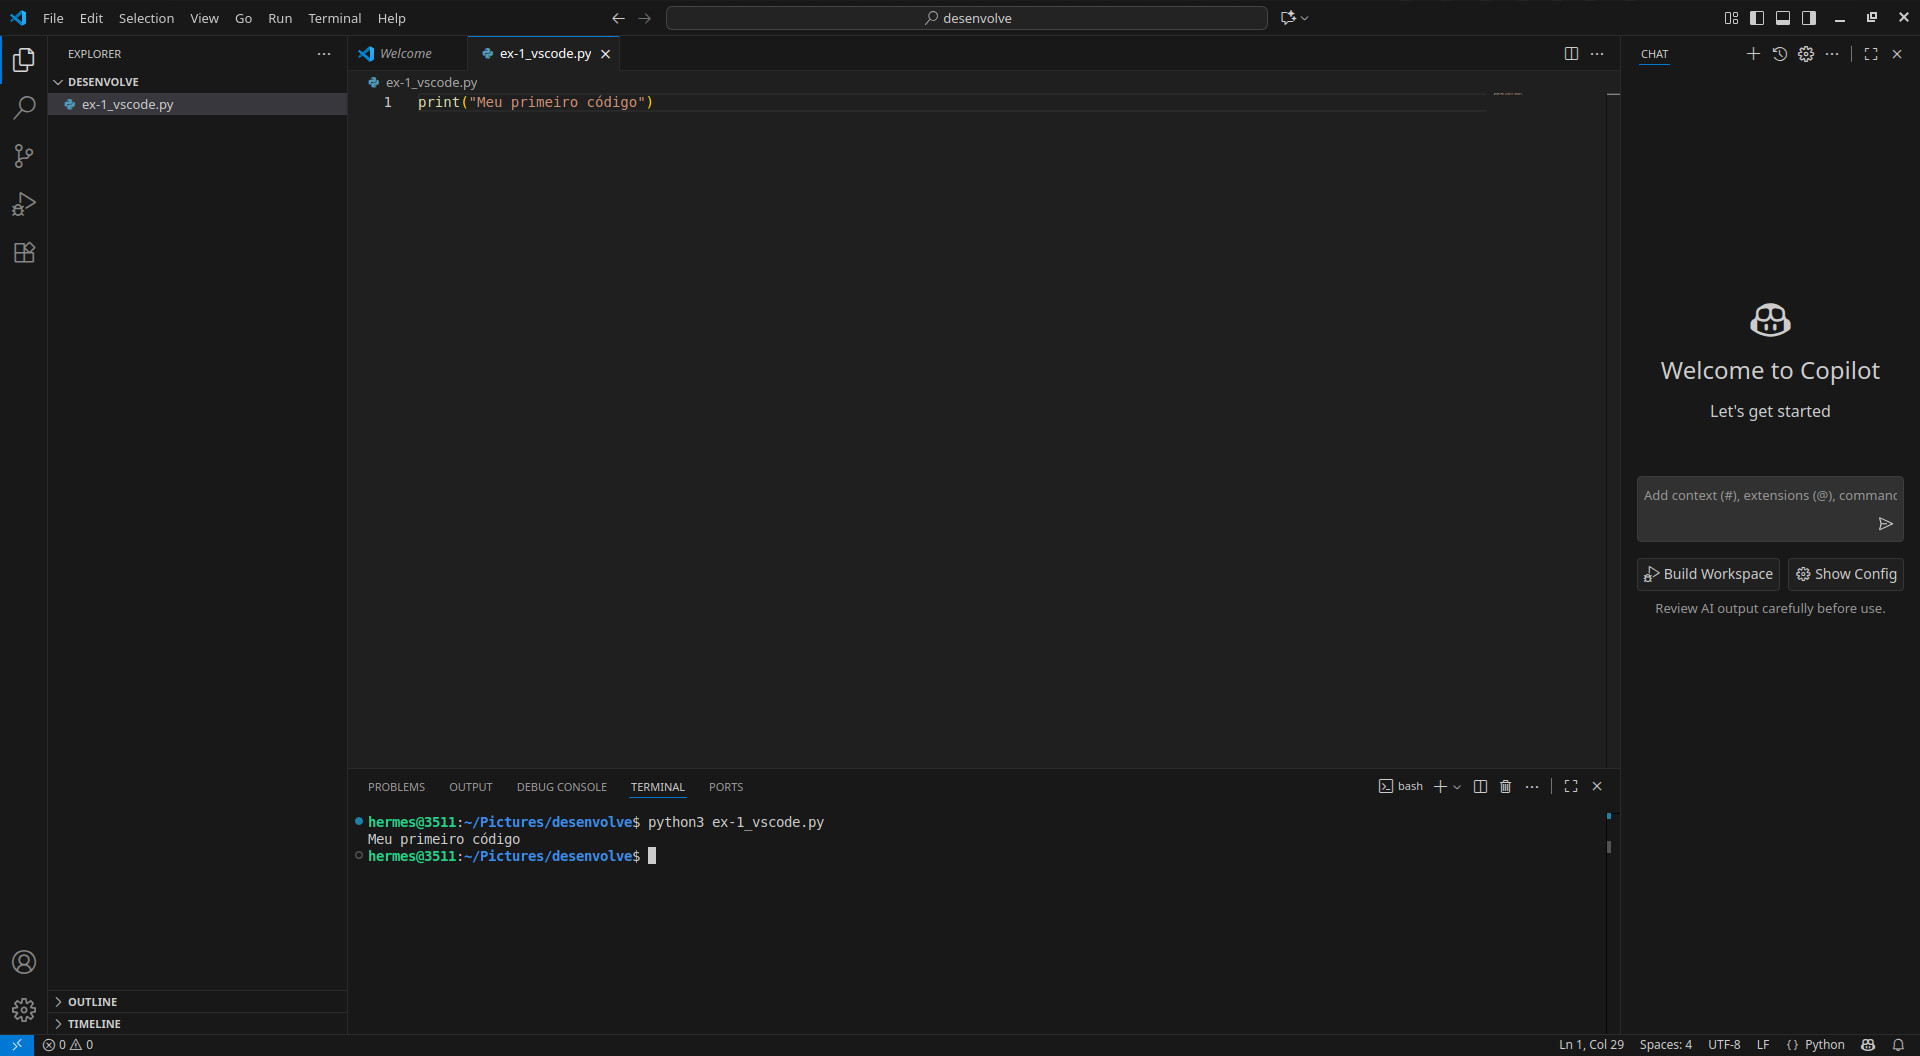 File Edit Selection View Go Run Terminal Help
desenvolve
EXPLORER
DESENVOLVE
ex-1_vscode.py
OUTLINE
TIMELINE
Welcome
ex-1_vscode.py
ex-1_vscode.py
1 print("Meu primeiro código")
PROBLEMS OUTPUT DEBUG CONSOLE TERMINAL PORTS
bash
hermes@3511:~/Pictures/desenvolve$ python3 ex-1_vscode.py
Meu primeiro código
hermes@3511:~/Pictures/desenvolve$
CHAT
Welcome to Copilot
Let's get started
Add context (#), extensions (@), command
Build Workspace
Show Config
Review AI output carefully before use.
0 0
Ln 1, Col 29 Spaces: 4 UTF-8 LF {} Python